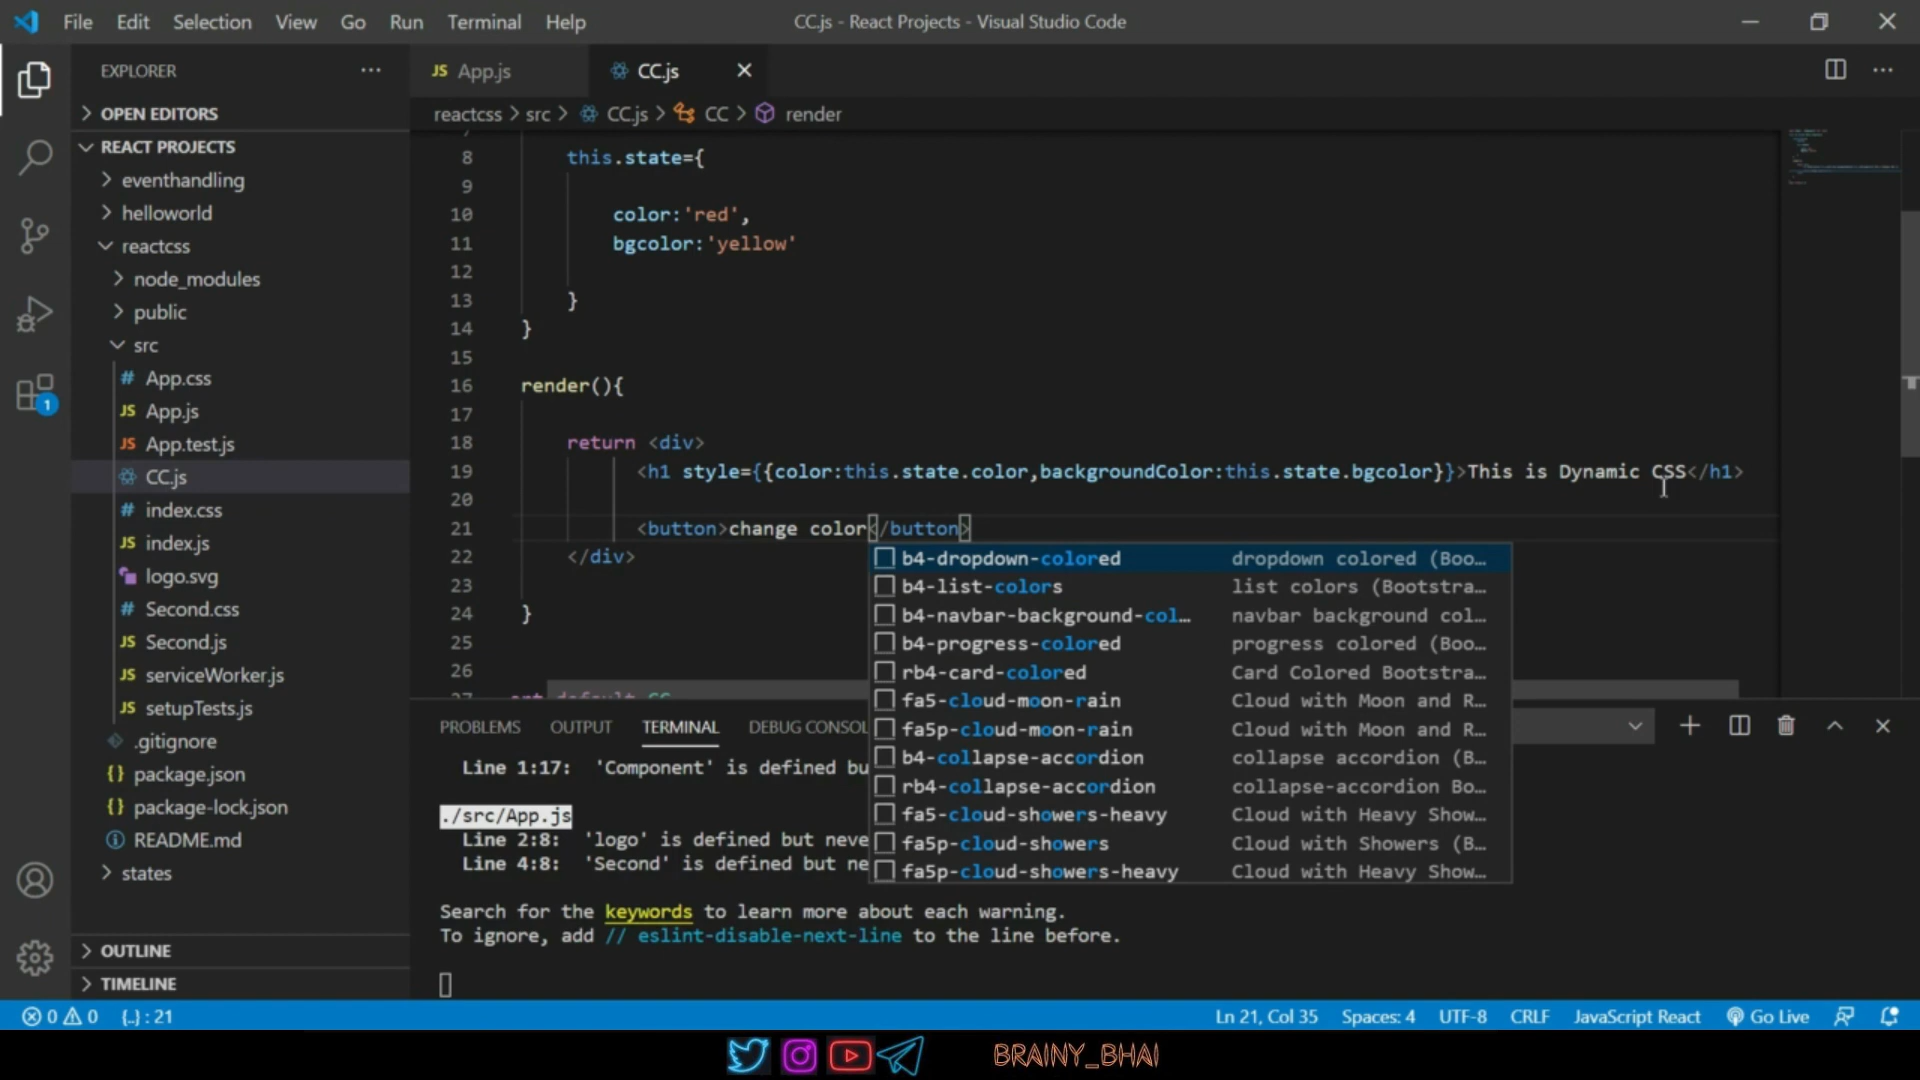 File Edit Selection View Go Run Terminal Help
CC.js - React Projects - Visual Studio Code
EXPLORER
OPEN EDITORS
REACT PROJECTS
eventhandling
helloworld
reactcss
node_modules
public
src
App.css
App.js
App.test.js
CC.js
index.css
index.js
logo.svg
Second.css
Second.js
serviceWorker.js
setupTests.js
.gitignore
package.json
package-lock.json
README.md
states
OUTLINE
TIMELINE
1
JS App.js
CC.js
reactcss > src > CC.js > CC > render
8 this.state={
9
10 color:'red',
11 bgcolor:'yellow'
12
13 }
14 }
15
16 render(){
17
18 return <div>
19 <h1 style={{color:this.state.color,backgroundColor:this.state.bgcolor}}>This is Dynamic CSS</h1>
20
21 <button>change color</button>
22 </div>
23
24 }
25
26
b4-dropdown-colored dropdown colored (Boo…
b4-list-colors list colors (Bootstra…
b4-navbar-background-col… navbar background col…
b4-progress-colored progress colored (Boo…
rb4-card-colored Card Colored Bootstra…
fa5-cloud-moon-rain Cloud with Moon and R…
fa5p-cloud-moon-rain Cloud with Moon and R…
b4-collapse-accordion collapse accordion (B…
rb4-collapse-accordion collapse-accordion Bo…
fa5-cloud-showers-heavy Cloud with Heavy Show…
fa5p-cloud-showers Cloud with Showers (B…
fa5p-cloud-showers-heavy Cloud with Heavy Show…
PROBLEMS OUTPUT TERMINAL DEBUG CONSOL
Line 1:17: 'Component' is defined bu
./src/App.js
Line 2:8: 'logo' is defined but neve
Line 4:8: 'Second' is defined but ne
Search for the keywords to learn more about each warning.
To ignore, add // eslint-disable-next-line to the line before.
0 0 {..} : 21
Ln 21, Col 35 Spaces: 4 UTF-8 CRLF JavaScript React Go Live
BRAINY_BHAI